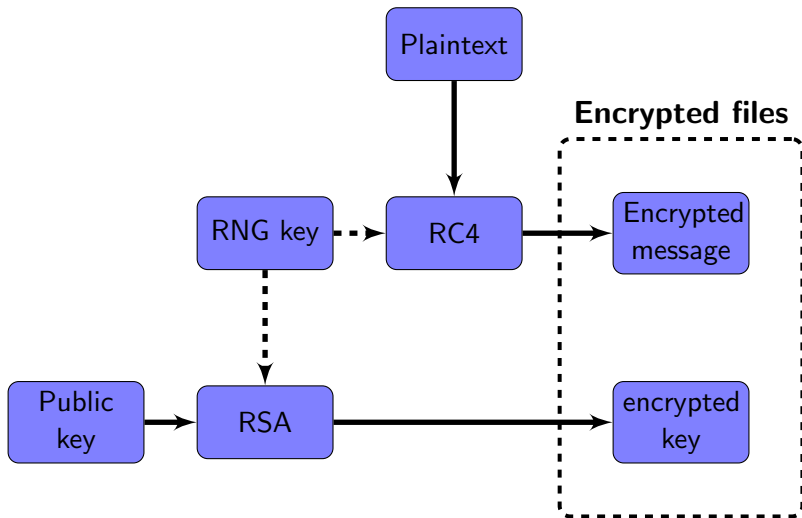 Plaintext
Encrypted files
RNG key
RC4
Encrypted
message
Public
key
RSA
encrypted
key